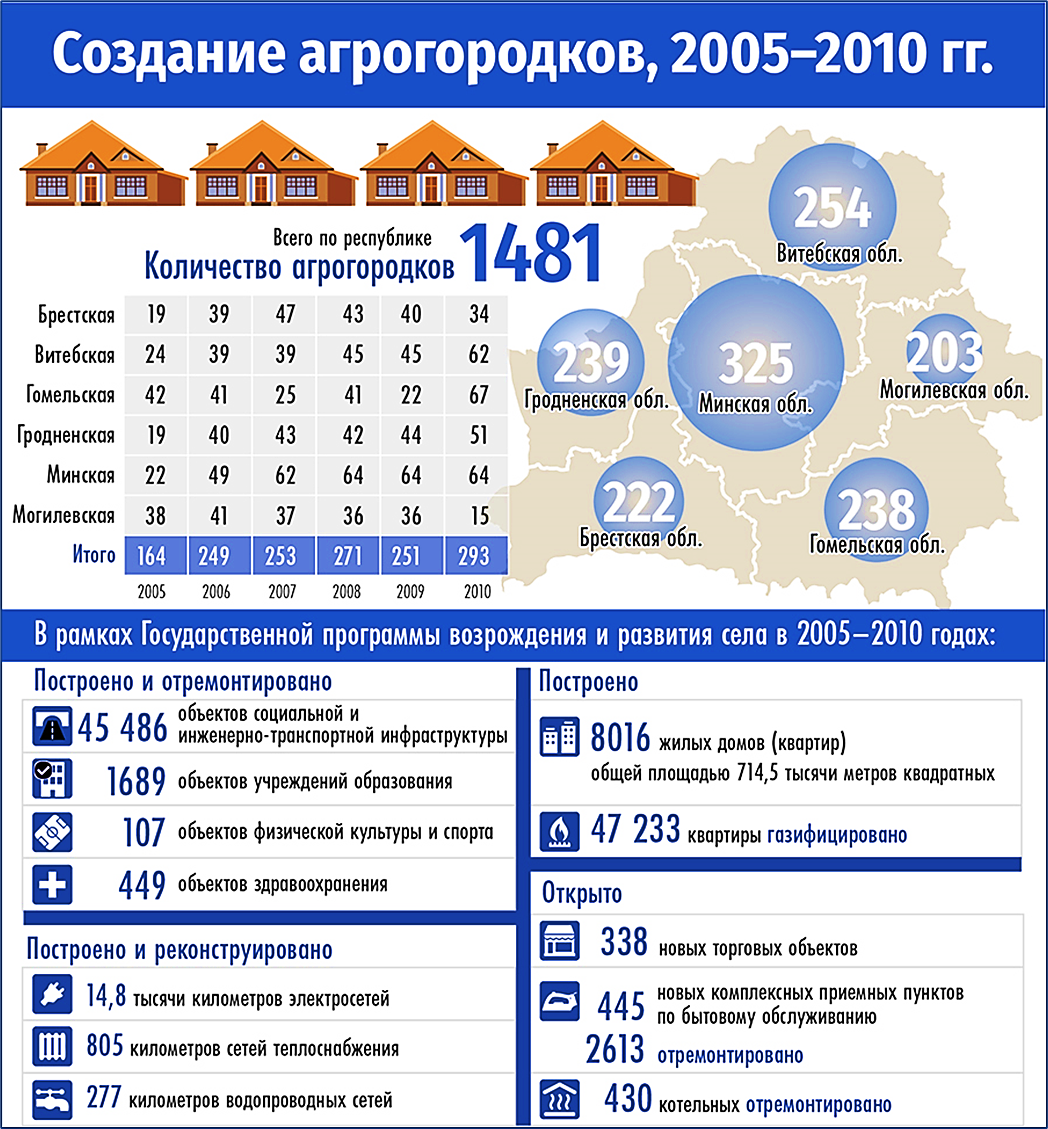 Создание агрогородков, 2005–2010 гг.
Всего по республике
Количество агрогородков 1481
Брестская 19 39 47 43 40 34
Витебская 24 39 39 45 45 62
Гомельская 42 41 25 41 22 67
Гродненская 19 40 43 42 44 51
Минская 22 49 62 64 64 64
Могилевская 38 41 37 36 36 15
Итого 164 249 253 271 251 293
2005 2006 2007 2008 2009 2010
254
Витебская обл.
239
Гродненская обл.
325
Минская обл.
203
Могилевская обл.
222
Брестская обл.
238
Гомельская обл.
В рамках Государственной программы возрождения и развития села в 2005–2010 годах:
Построено и отремонтировано
45 486 объектов социальной и
инженерно-транспортной инфраструктуры
1689 объектов учреждений образования
107 объектов физической культуры и спорта
449 объектов здравоохранения
Построено и реконструировано
14,8 тысячи километров электросетей
805 километров сетей теплоснабжения
277 километров водопроводных сетей
Построено
8016 жилых домов (квартир)
общей площадью 714,5 тысячи метров квадратных
47 233 квартиры газифицировано
Открыто
338 новых торговых объектов
445 новых комплексных приемных пунктов
по бытовому обслуживанию
2613 отремонтировано
430 котельных отремонтировано